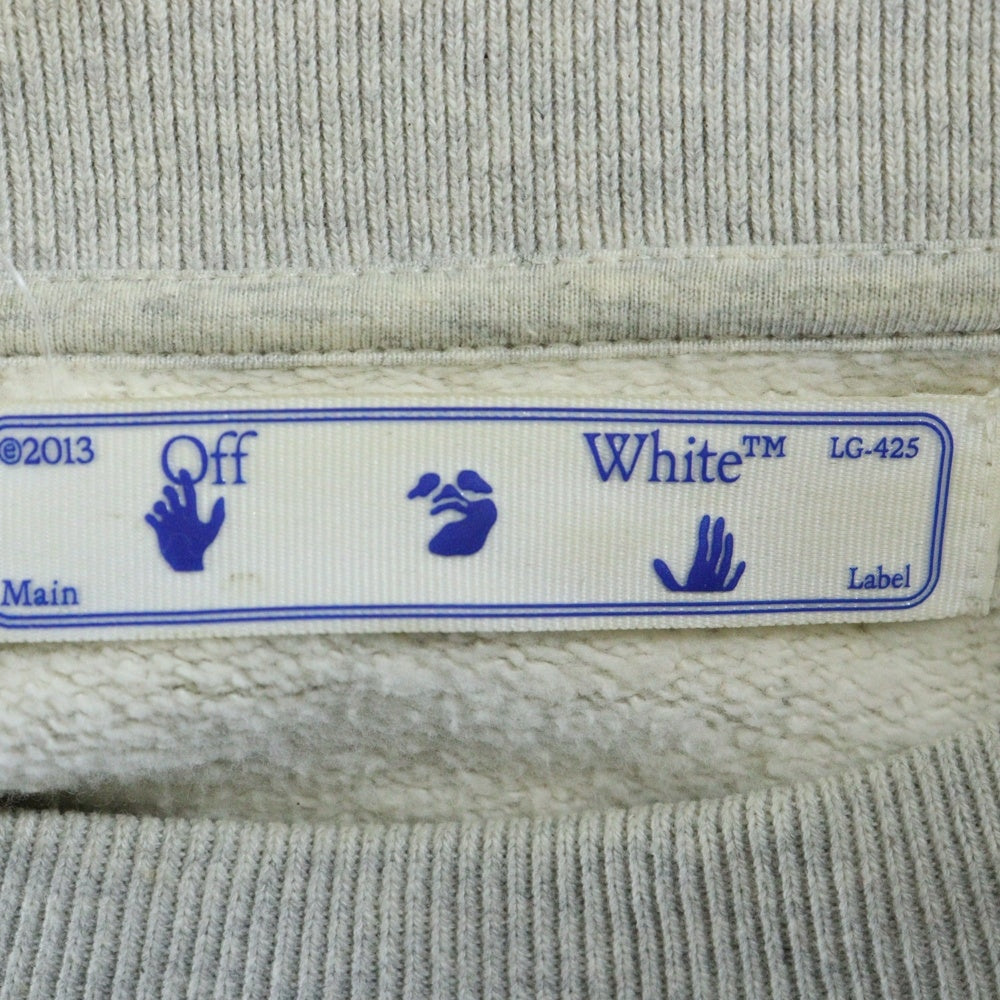 ©2013 Off White™ LG-425
Main Label